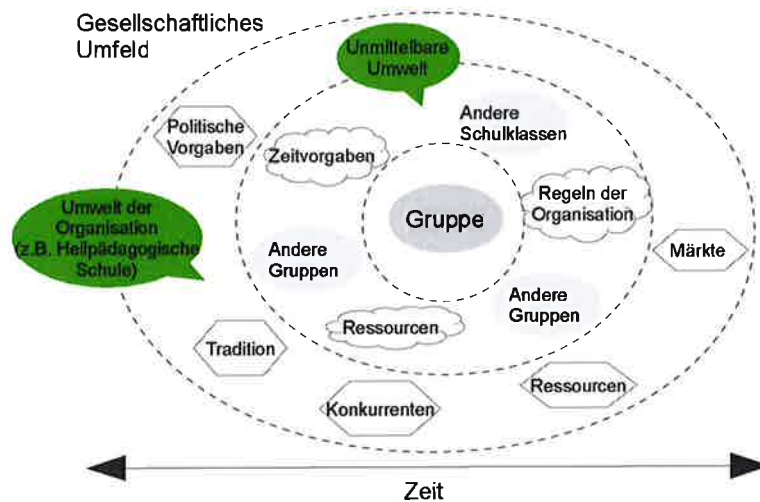 Gesellschaftliches
Umfeld
Unmittelbare
Umwelt
Andere
Schulklassen
Politische
Vorgaben
Zeitvorgaben
Regeln der
Organisation
Gruppe
Umwelt der
Organisation
(z.B. Heilpädagogische
Schule)
Andere
Gruppen
Märkte
Andere
Gruppen
Ressourcen
Tradition
Ressourcen
Konkurrenten
Zeit